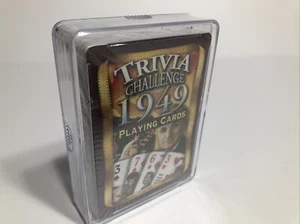 TRIVIA
CHALLENGE
1949
PLAYING CARDS